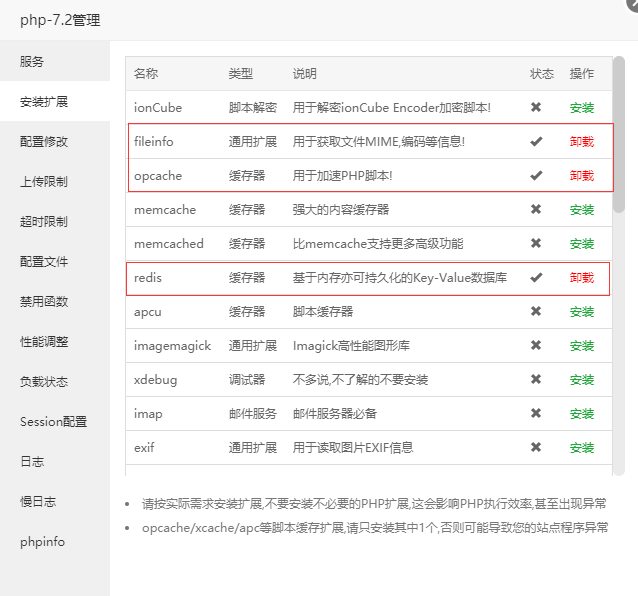 php-7.2管理
服务
安装扩展
配置修改
上传限制
超时限制
配置文件
禁用函数
性能调整
负载状态
Session配置
日志
慢日志
phpinfo
名称 类型 说明 状态 操作
ionCube 脚本解密 用于解密ionCube Encoder加密脚本! ✖ 安装
fileinfo 通用扩展 用于获取文件MIME,编码等信息! ✔ 卸载
opcache 缓存器 用于加速PHP脚本! ✔ 卸载
memcache 缓存器 强大的内容缓存器 ✖ 安装
memcached 缓存器 比memcache支持更多高级功能 ✖ 安装
redis 缓存器 基于内存亦可持久化的Key-Value数据库 ✔ 卸载
apcu 缓存器 脚本缓存器 ✖ 安装
imagemagick 通用扩展 Imagick高性能图形库 ✖ 安装
xdebug 调试器 不多说,不了解的不要安装 ✖ 安装
imap 邮件服务 邮件服务器必备 ✖ 安装
exif 通用扩展 用于读取图片EXIF信息 ✖ 安装
• 请按实际需求安装扩展,不要安装不必要的PHP扩展,这会影响PHP执行效率,甚至出现异常
• opcache/xcache/apc等脚本缓存扩展,请只安装其中1个,否则可能导致您的站点程序异常